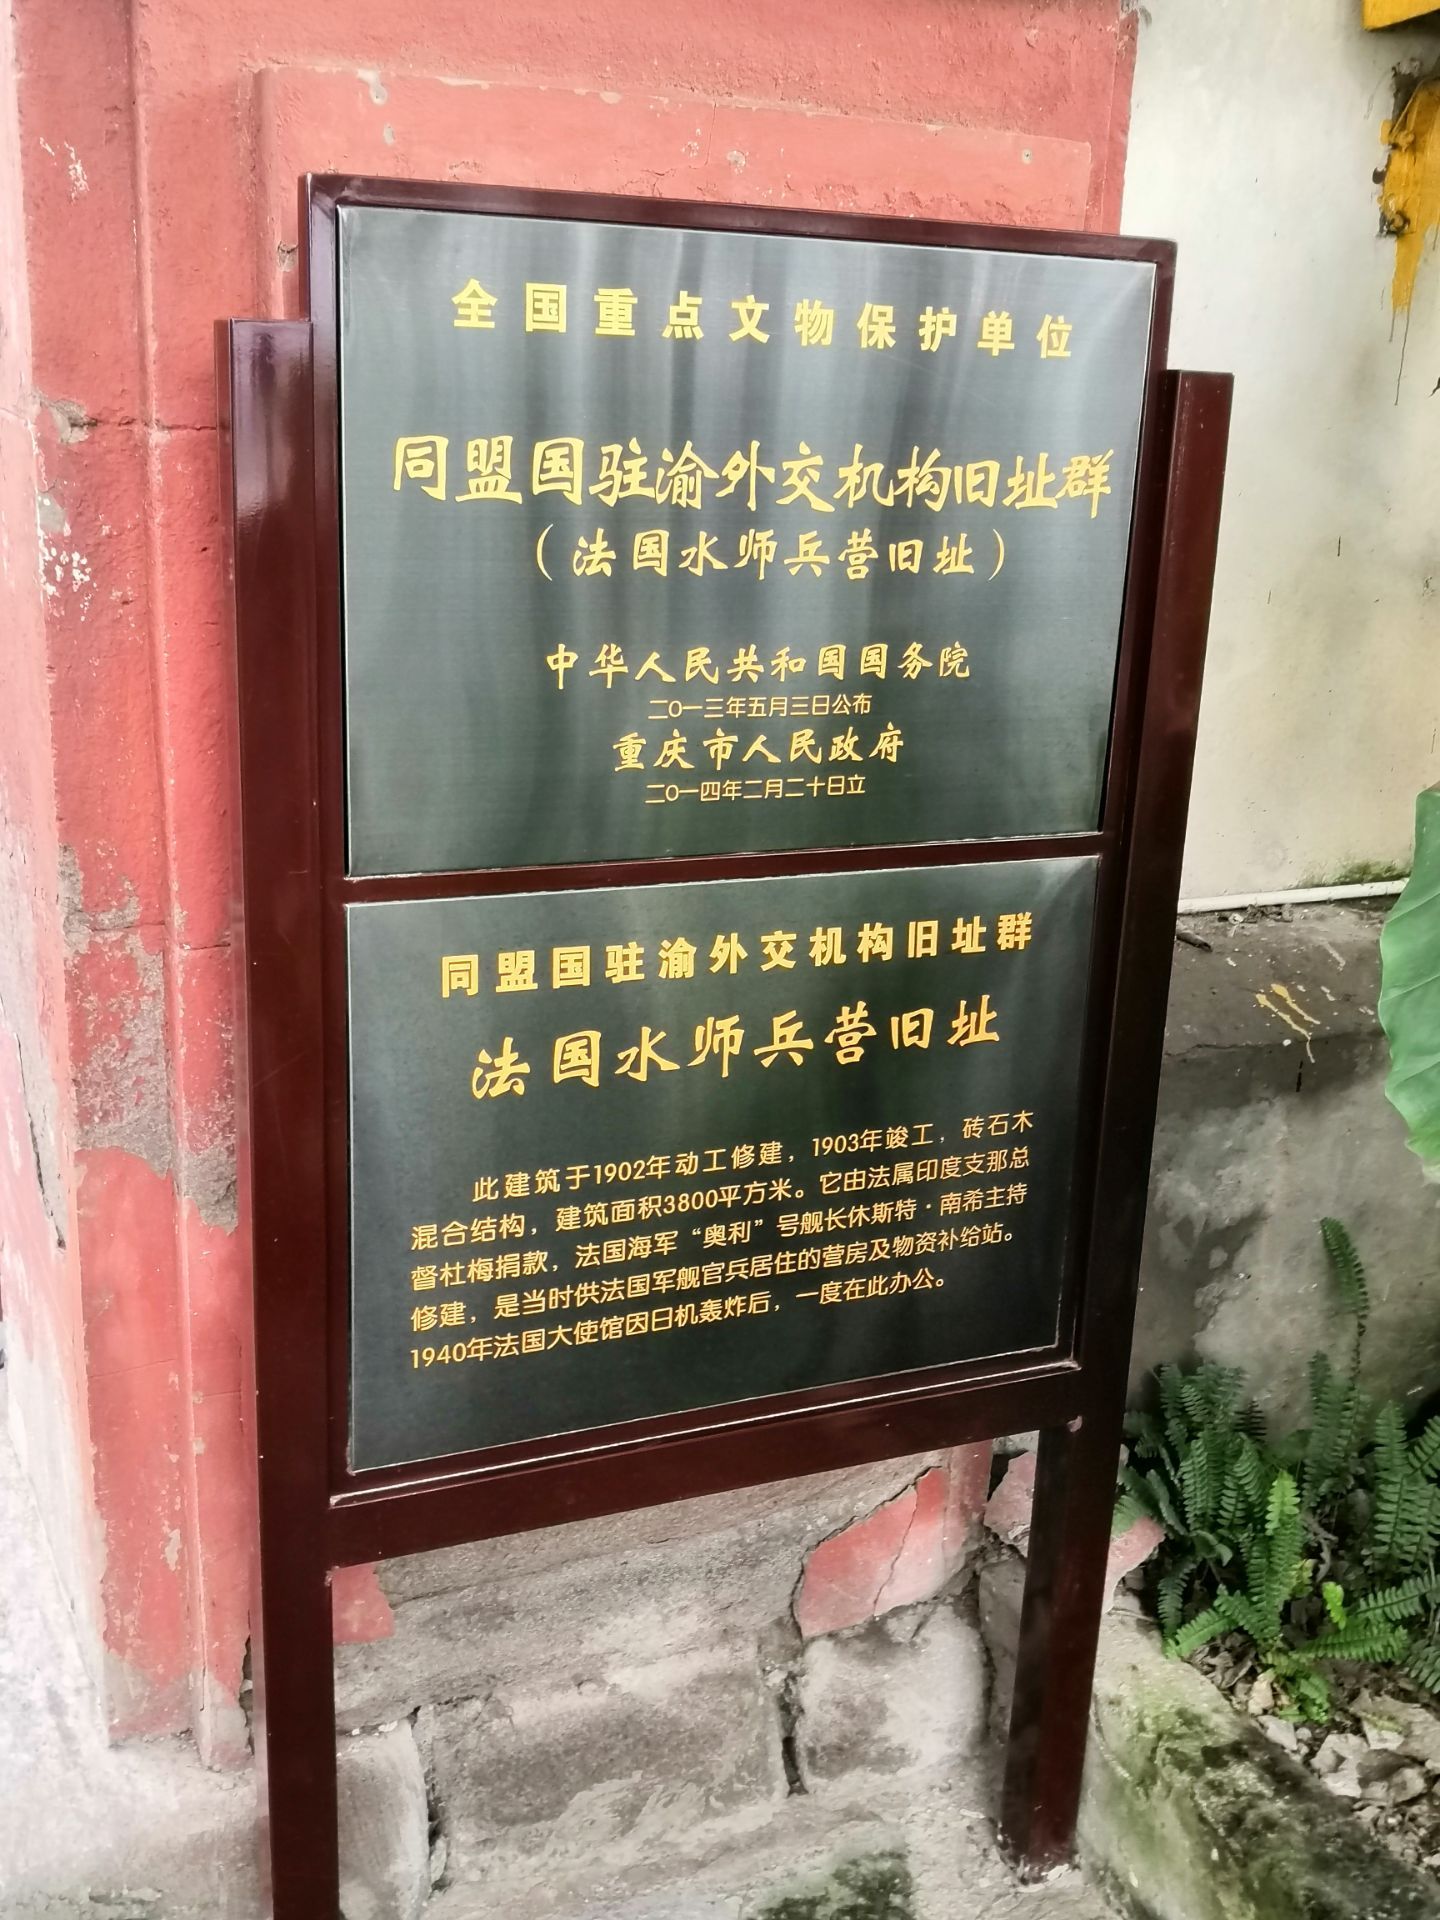 全国重点文物保护单位
同盟国驻渝外交机构旧址群
（法国水师兵营旧址）
中华人民共和国国务院
二〇一三年五月三日公布
重庆市人民政府
二〇一四年二月二十日立
同盟国驻渝外交机构旧址群
法国水师兵营旧址
此建筑于1902年动工修建，1903年竣工，砖石木
混合结构，建筑面积3800平方米。它由法属印度支那总
督杜梅捐款，法国海军“奥利”号舰长休斯特·南希主持
修建，是当时供法国军舰官兵居住的营房及物资补给站。
1940年法国大使馆因日机轰炸后，一度在此办公。